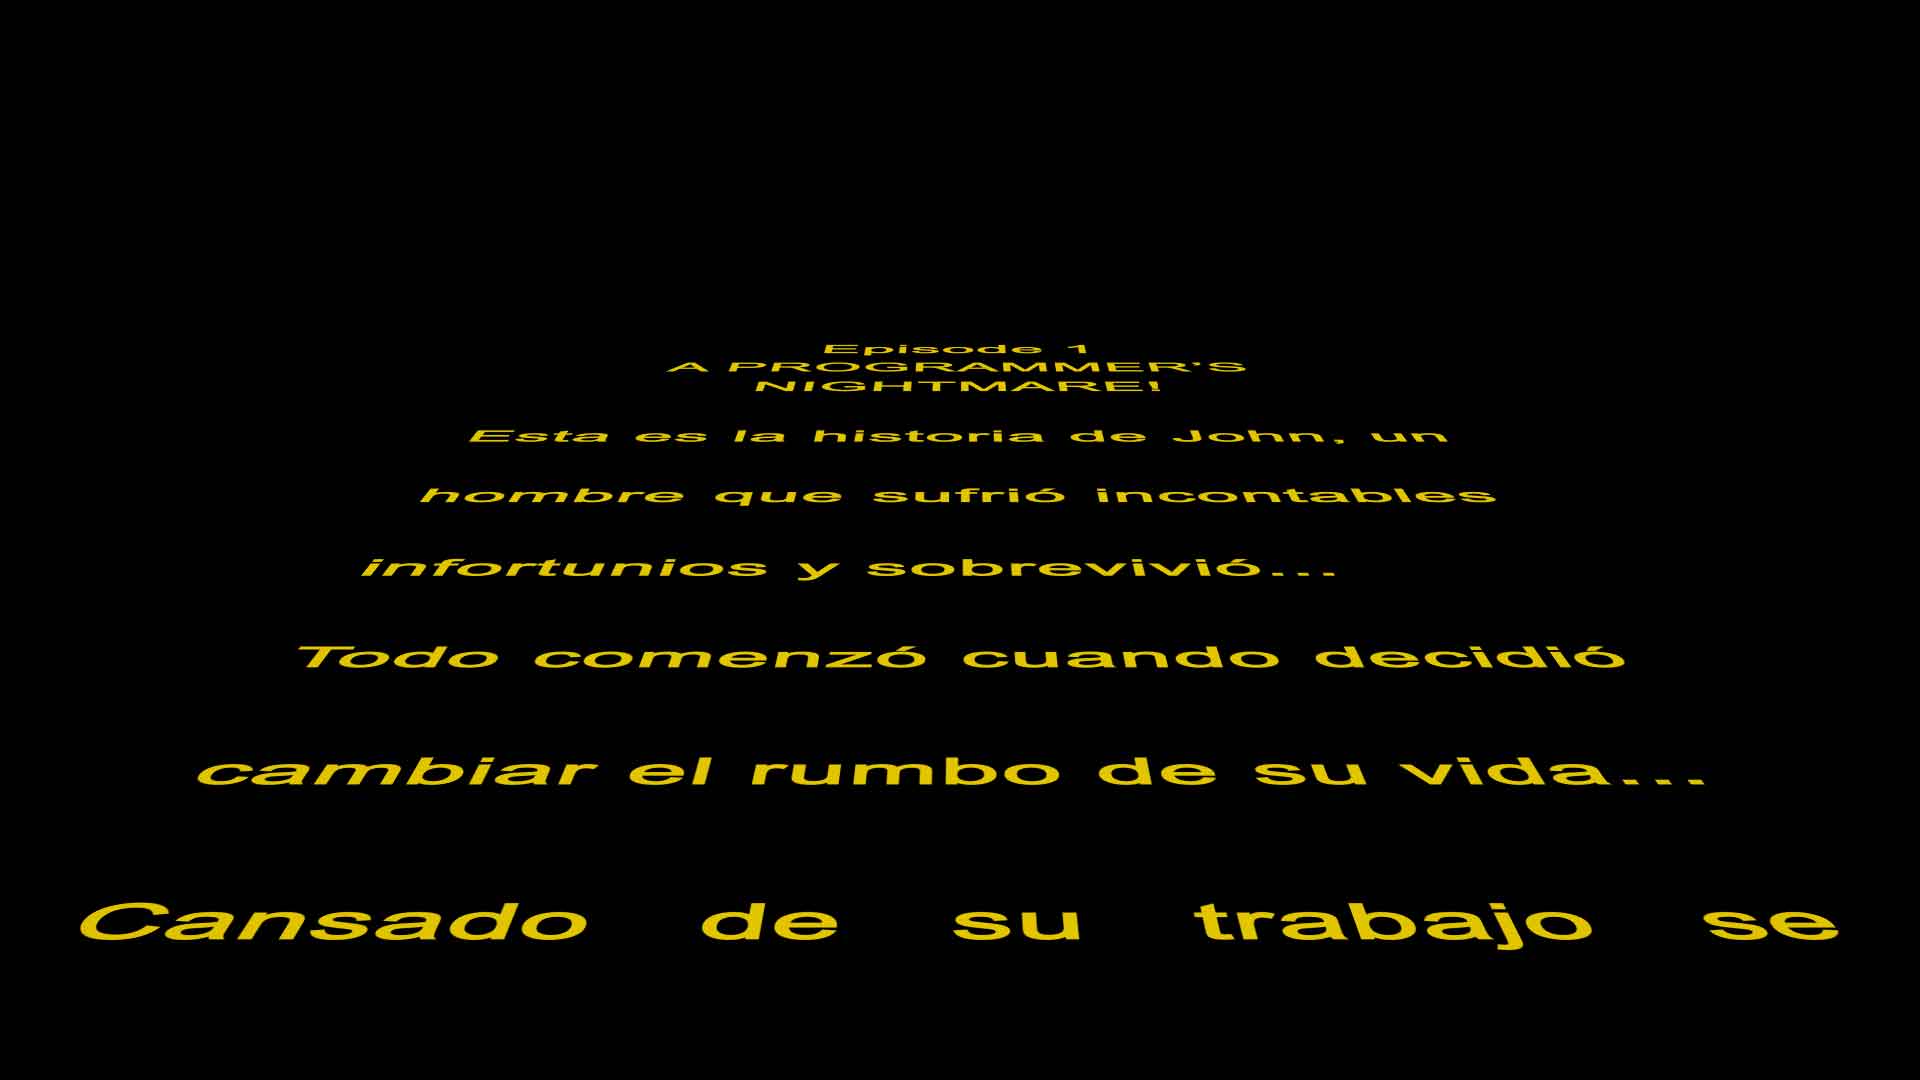 Episode 1
A PROGRAMMER'S
NIGHTMARE!
Esta es la historia de John, un
hombre que sufrió incontables
infortunios y sobrevivió...
Todo comenzó cuando decidió
cambiar el rumbo de su vida...
Cansado de su trabajo se